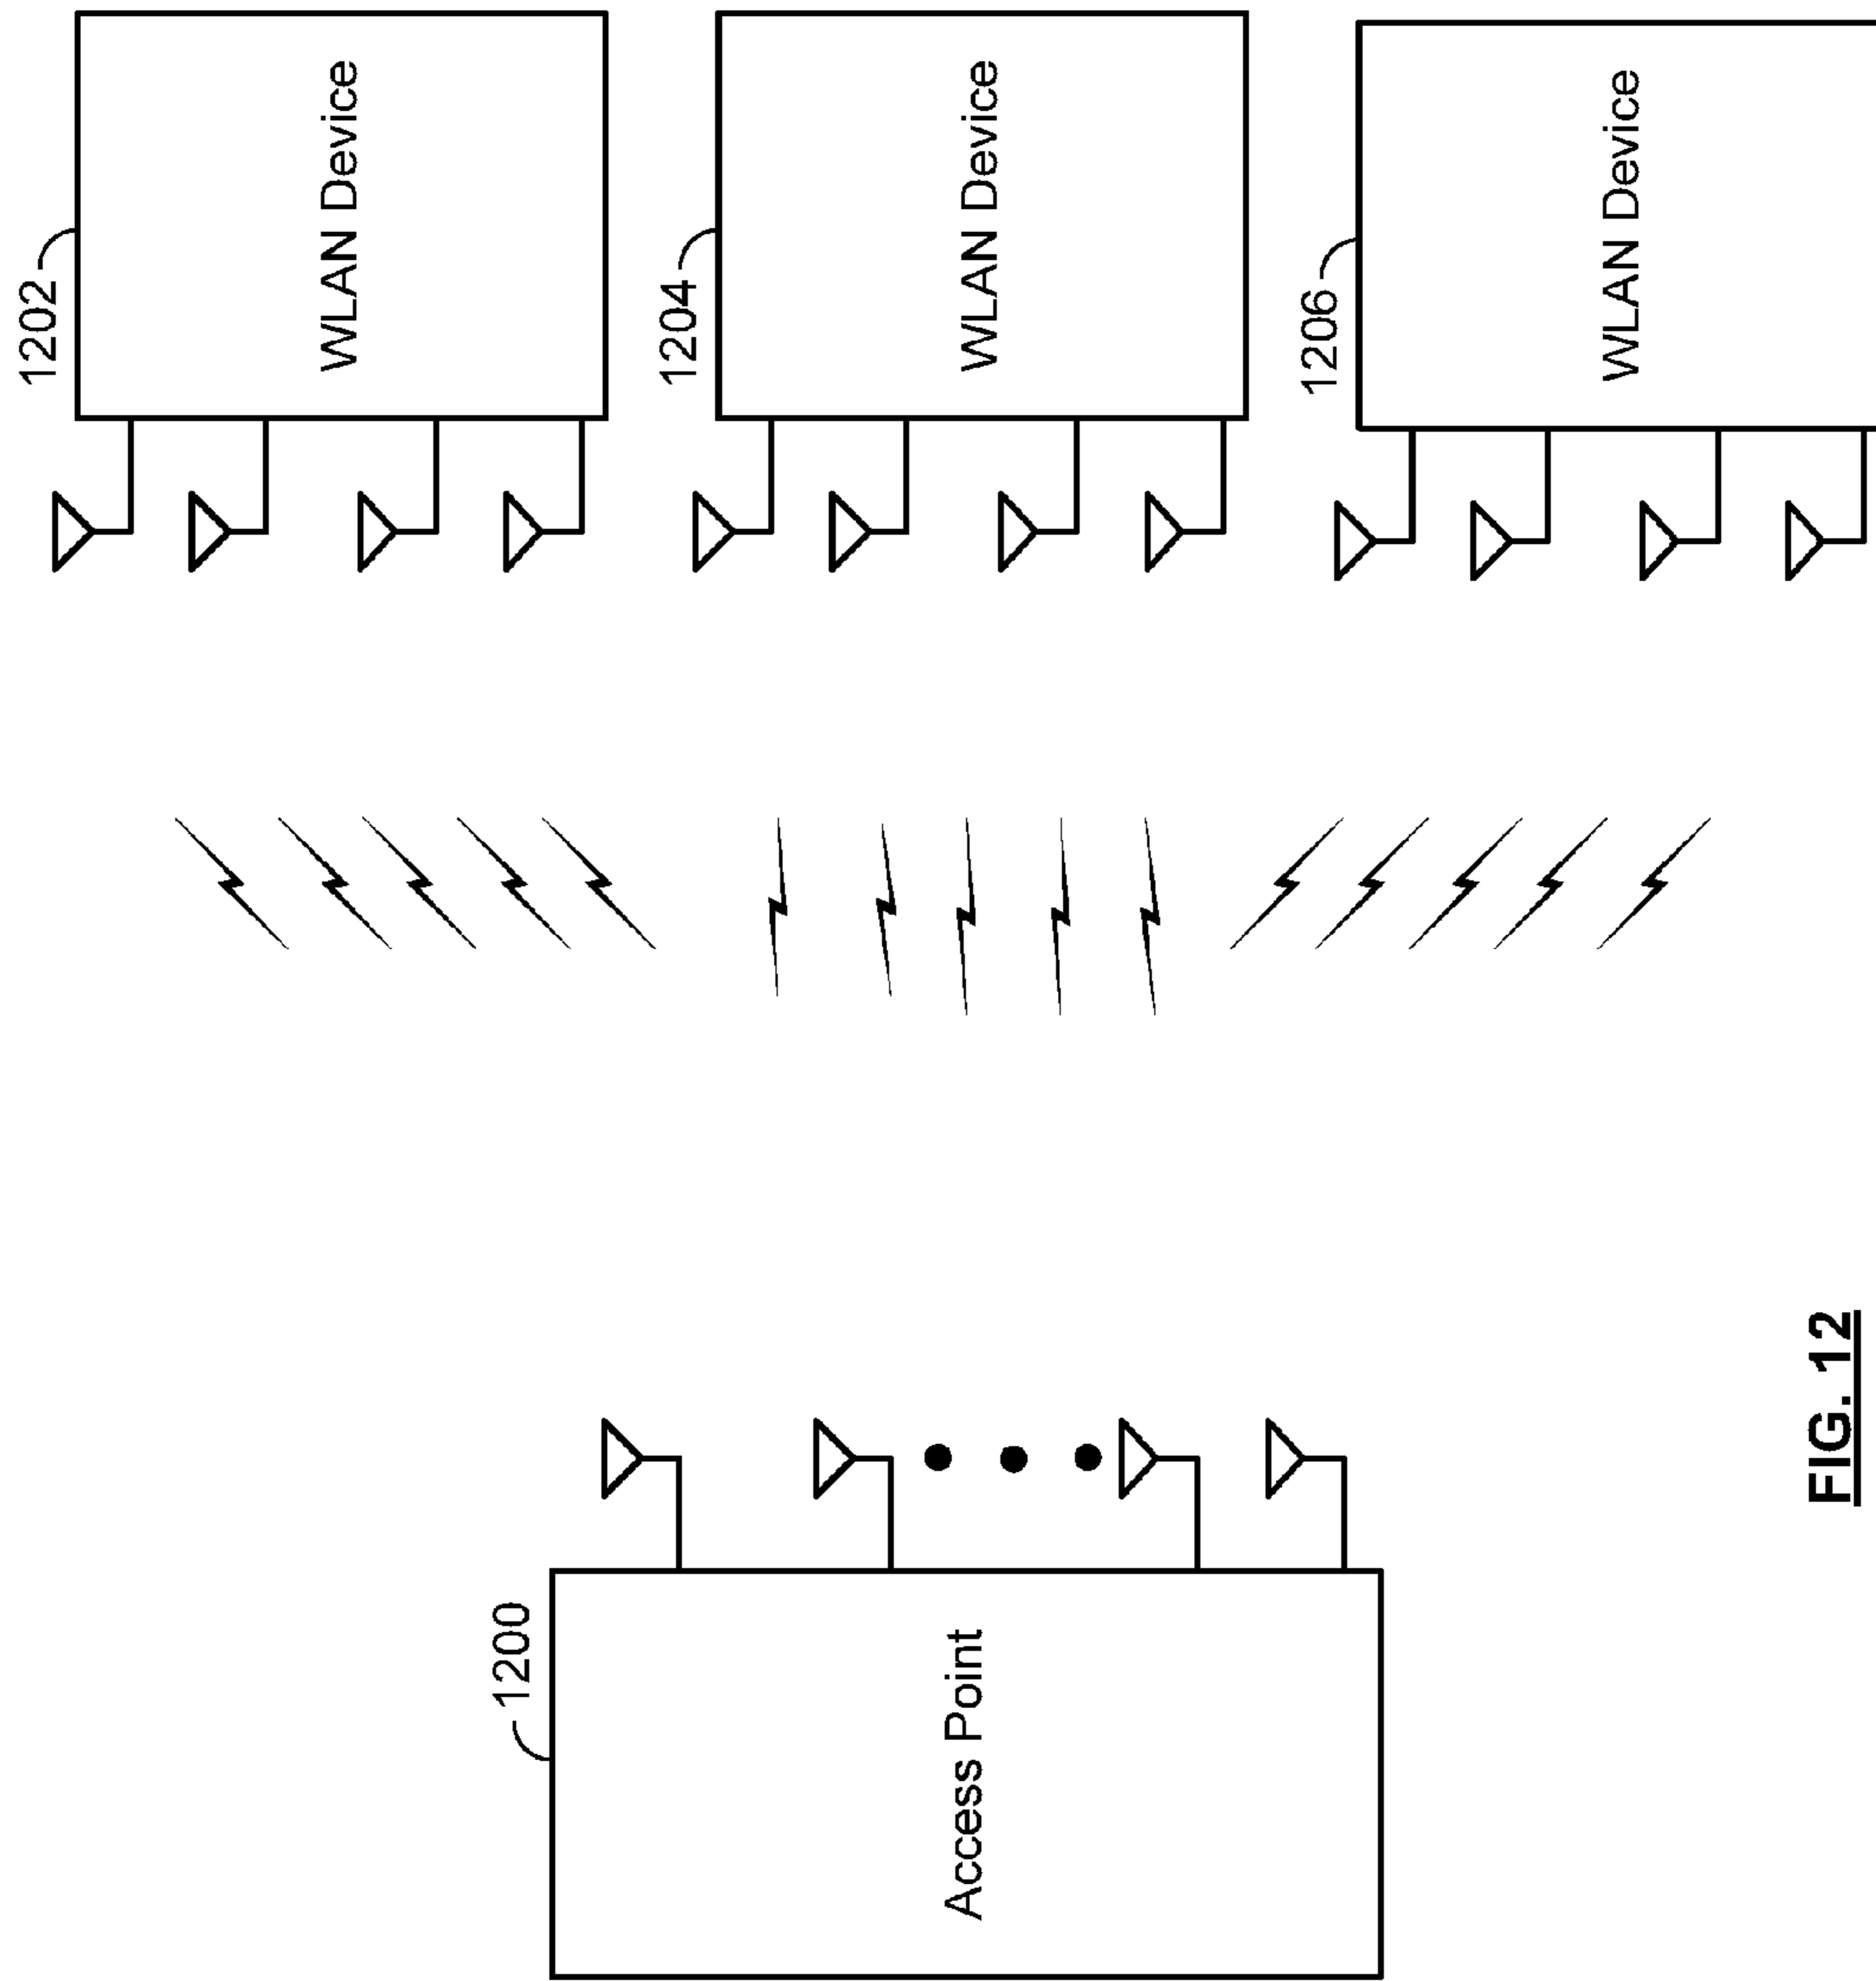 1200
Access Point
1202
WLAN Device
1204
WLAN Device
1206
WLAN Device
FIG. 12